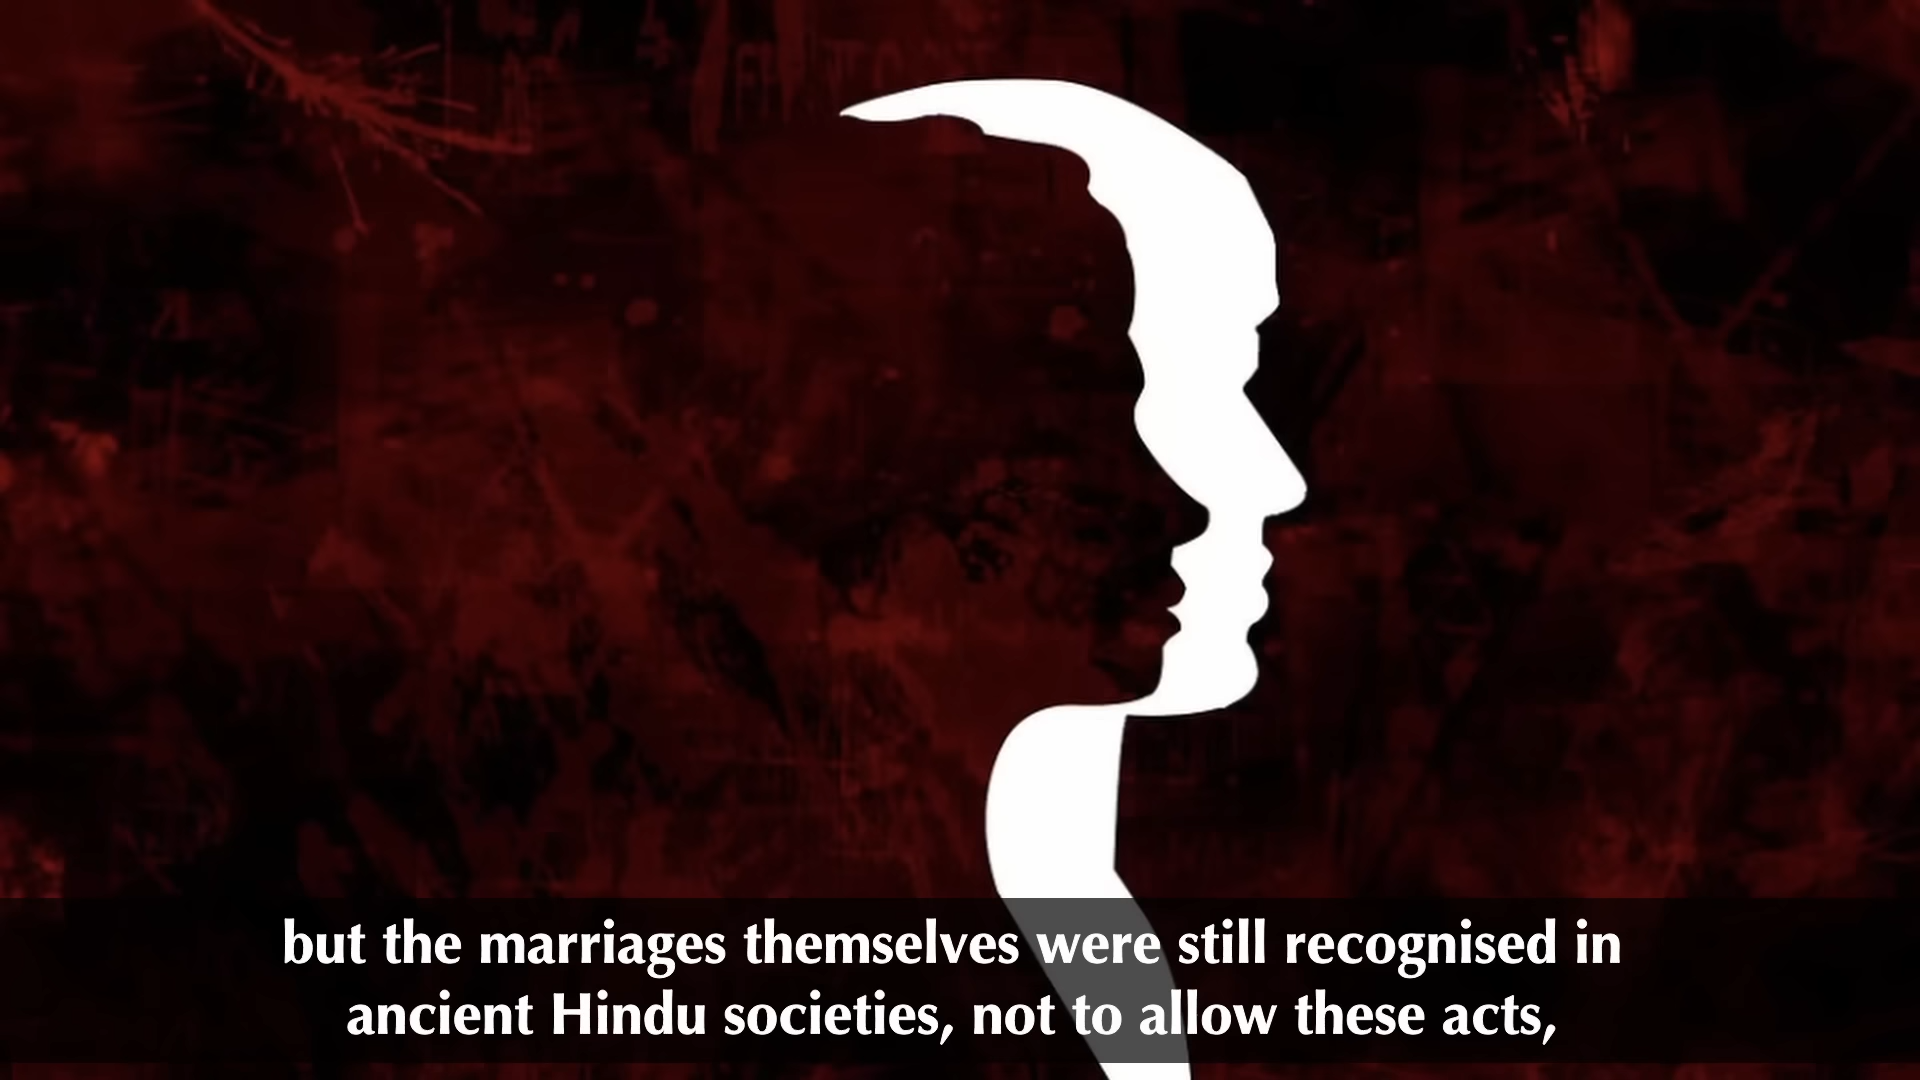 but the marriages themselves were still recognised in
ancient Hindu societies, not to allow these acts,